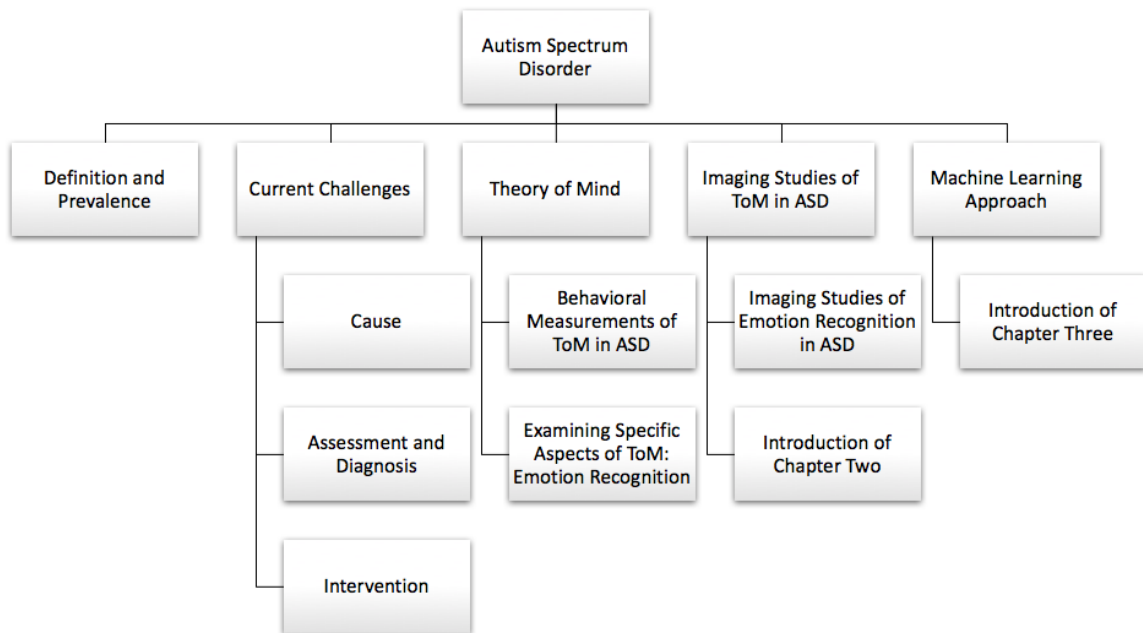 Autism Spectrum
Disorder
Definition and
Prevalence
Current Challenges
Theory of Mind
Imaging Studies of
ToM in ASD
Machine Learning
Approach
Cause
Behavioral
Measurements of
ToM in ASD
Imaging Studies of
Emotion Recognition
in ASD
Introduction of
Chapter Three
Assessment and
Diagnosis
Examining Specific
Aspects of ToM:
Emotion Recognition
Introduction of
Chapter Two
Intervention